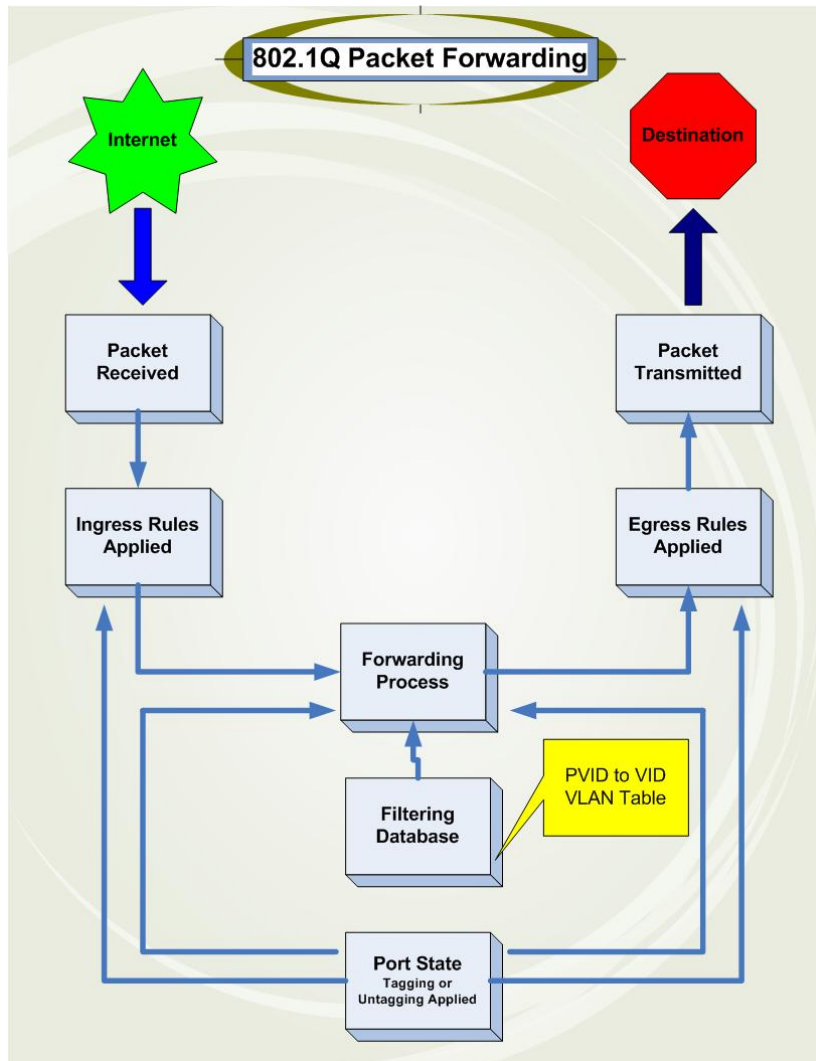 802.1Q Packet Forwarding
Internet
Destination
Packet
Received
Packet
Transmitted
Ingress Rules
Applied
Egress Rules
Applied
Forwarding
Process
PVID to VID
VLAN Table
Filtering
Database
Port State
Tagging or
Untagging Applied